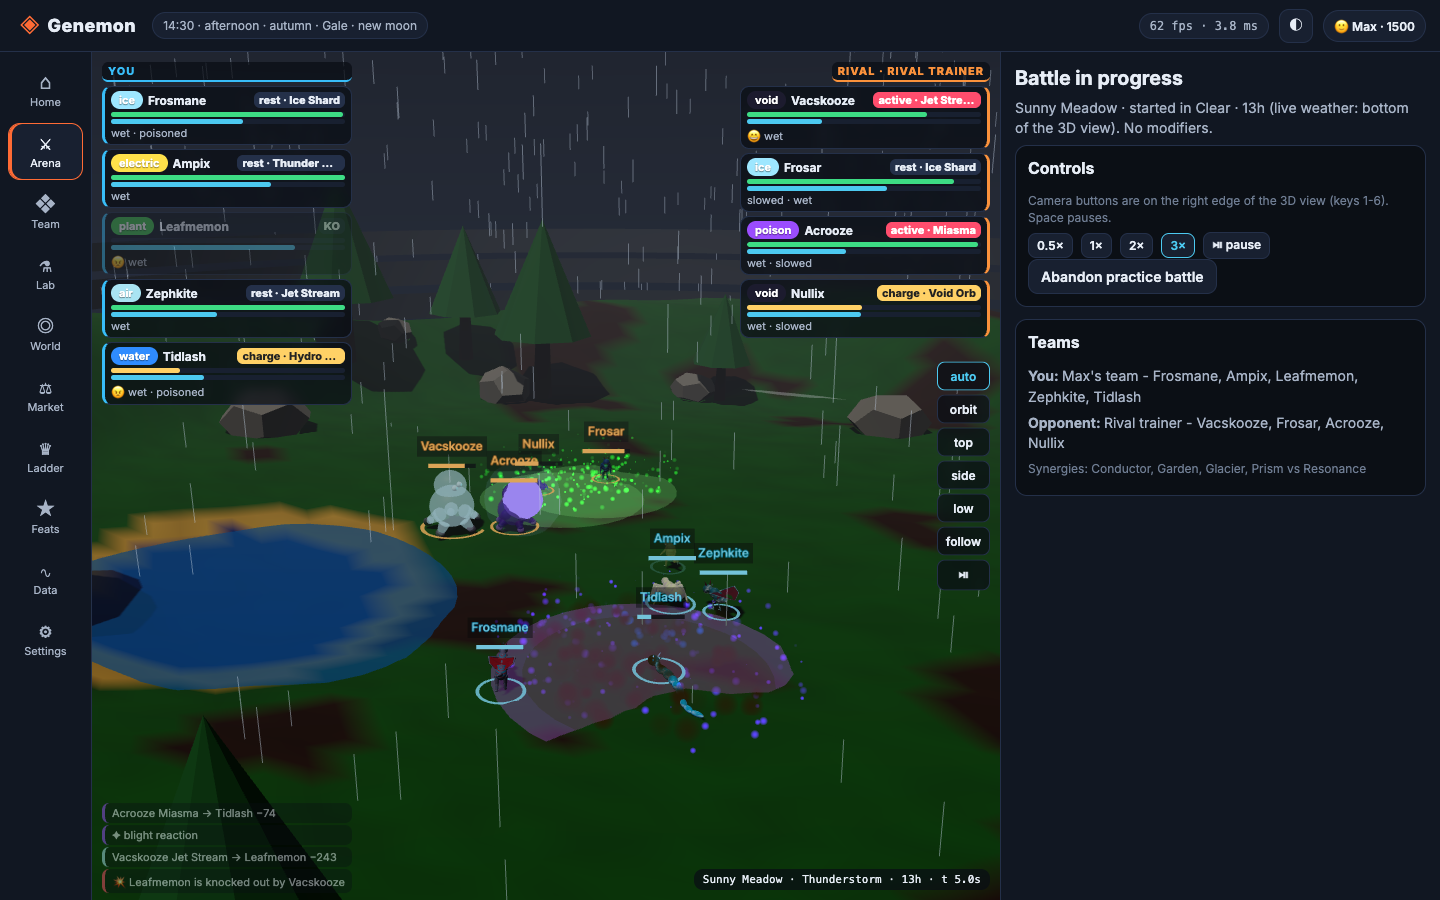 Genemon
14:30 · afternoon · autumn · Gale · new moon
62 fps · 3.8 ms
Max · 1500
Home
Arena
Team
Lab
World
Market
Ladder
Feats
Data
Settings
YOU
ice Frosmane rest · Ice Shard
wet · poisoned
electric Ampix rest · Thunder ...
wet
plant Leafmemon KO
wet
air Zephkite rest · Jet Stream
wet
water Tidlash charge · Hydro ...
wet · poisoned
RIVAL · RIVAL TRAINER
void Vacskooze active · Jet Stre...
wet
ice Frosar rest · Ice Shard
slowed · wet
poison Acrooze active · Miasma
wet · slowed
void Nullix charge · Void Orb
wet · slowed
auto
orbit
top
side
low
follow
Vacskooze
Nullix
Frosar
Acrooze
Ampix
Zephkite
Tidlash
Frosmane
Acrooze Miasma → Tidlash −74
✦ blight reaction
Vacskooze Jet Stream → Leafmemon −243
Leafmemon is knocked out by Vacskooze
Sunny Meadow · Thunderstorm · 13h · t 5.0s
Battle in progress
Sunny Meadow · started in Clear · 13h (live weather: bottom
of the 3D view). No modifiers.
Controls
Camera buttons are on the right edge of the 3D view (keys 1-6).
Space pauses.
0.5× 1× 2× 3× pause
Abandon practice battle
Teams
You: Max's team - Frosmane, Ampix, Leafmemon,
Zephkite, Tidlash
Opponent: Rival trainer - Vacskooze, Frosar, Acrooze,
Nullix
Synergies: Conductor, Garden, Glacier, Prism vs Resonance